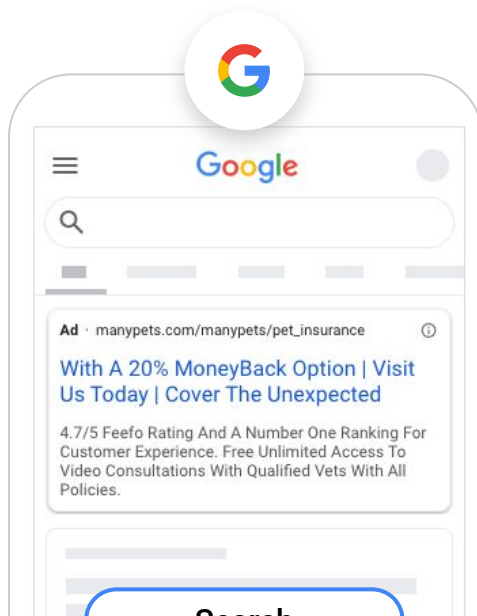 G
Google
Ad · manypets.com/manypets/pet_insurance
With A 20% MoneyBack Option | Visit
Us Today | Cover The Unexpected
4.7/5 Feefo Rating And A Number One Ranking For
Customer Experience. Free Unlimited Access To
Video Consultations With Qualified Vets With All
Policies.
Search